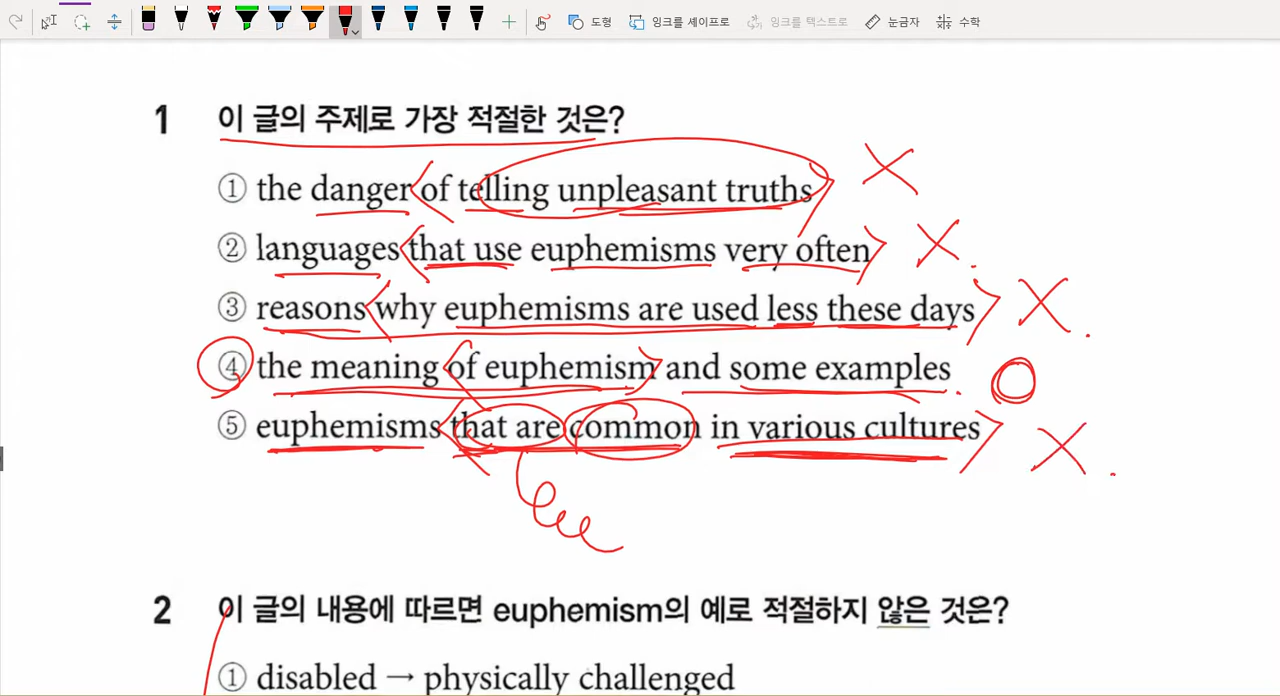 도형 잉크를 셰이프로 잉크를 텍스트로 눈금자 수학
1 이 글의 주제로 가장 적절한 것은?
① the danger of telling unpleasant truths X
② languages that use euphemisms very often X.
③ reasons why euphemisms are used less these days X.
④ the meaning of euphemism and some examples. O
⑤ euphemisms that are common in various cultures X.
2 이 글의 내용에 따르면 euphemism의 예로 적절하지 않은 것은?
① disabled → physically challenged